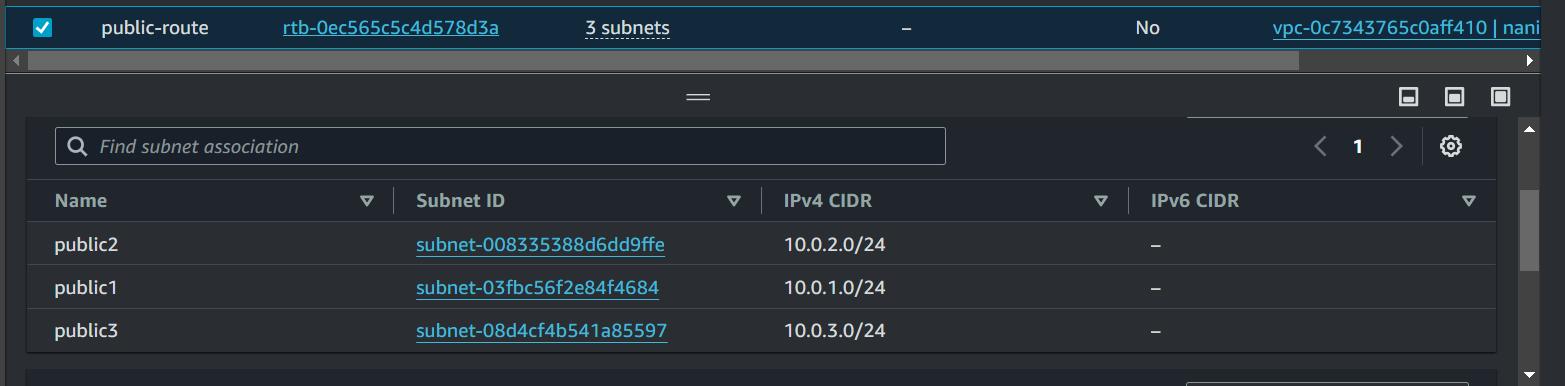 public-route rtb-0ec565c5c4d578d3a 3 subnets – No vpc-0c7343765c0aff410 | nani
Find subnet association 1
Name Subnet ID IPv4 CIDR IPv6 CIDR
public2 subnet-008335388d6dd9ffe 10.0.2.0/24 –
public1 subnet-03fbc56f2e84f4684 10.0.1.0/24 –
public3 subnet-08d4cf4b541a85597 10.0.3.0/24 –